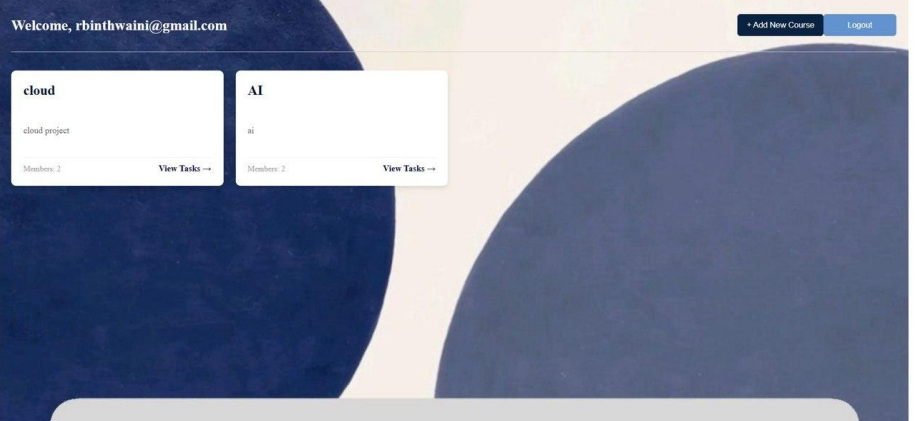 Welcome, rbinthwaini@gmail.com
+ Add New Course
Logout
cloud
cloud project
Members: 2
View Tasks →
AI
ai
Members: 2
View Tasks →